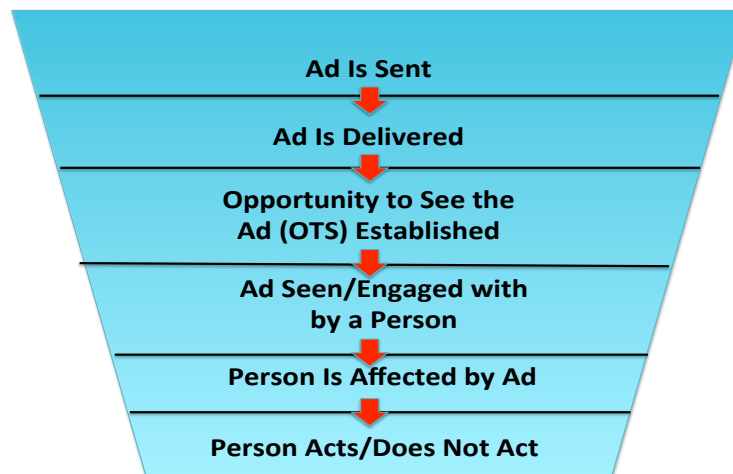 Ad Is Sent
Ad Is Delivered
Opportunity to See the
Ad (OTS) Established
Ad Seen/Engaged with
by a Person
Person Is Affected by Ad
Person Acts/Does Not Act